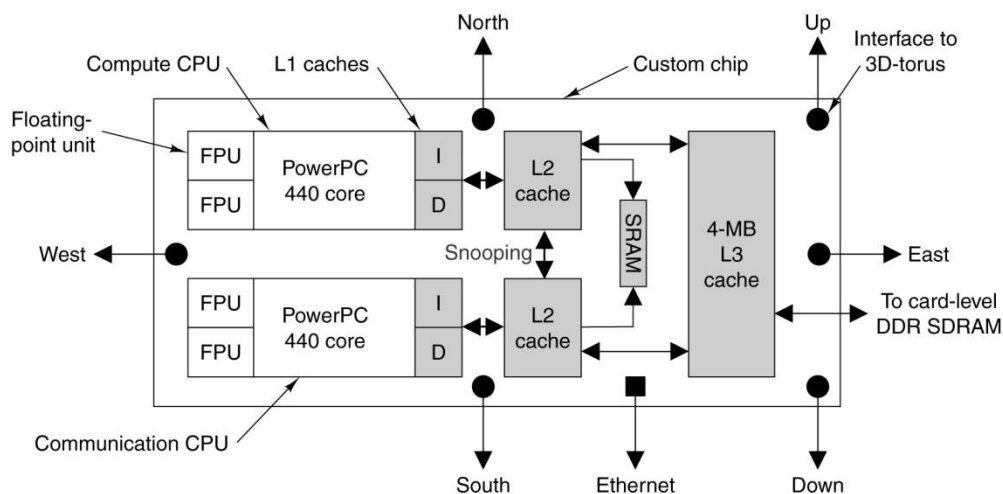 North
Up
Compute CPU
L1 caches
Custom chip
Interface to
3D-torus
Floating-
point unit
FPU
FPU
PowerPC
440 core
I
D
L2
cache
SRAM
4-MB
L3
cache
West
Snooping
East
FPU
FPU
PowerPC
440 core
I
D
L2
cache
To card-level
DDR SDRAM
Communication CPU
South
Ethernet
Down